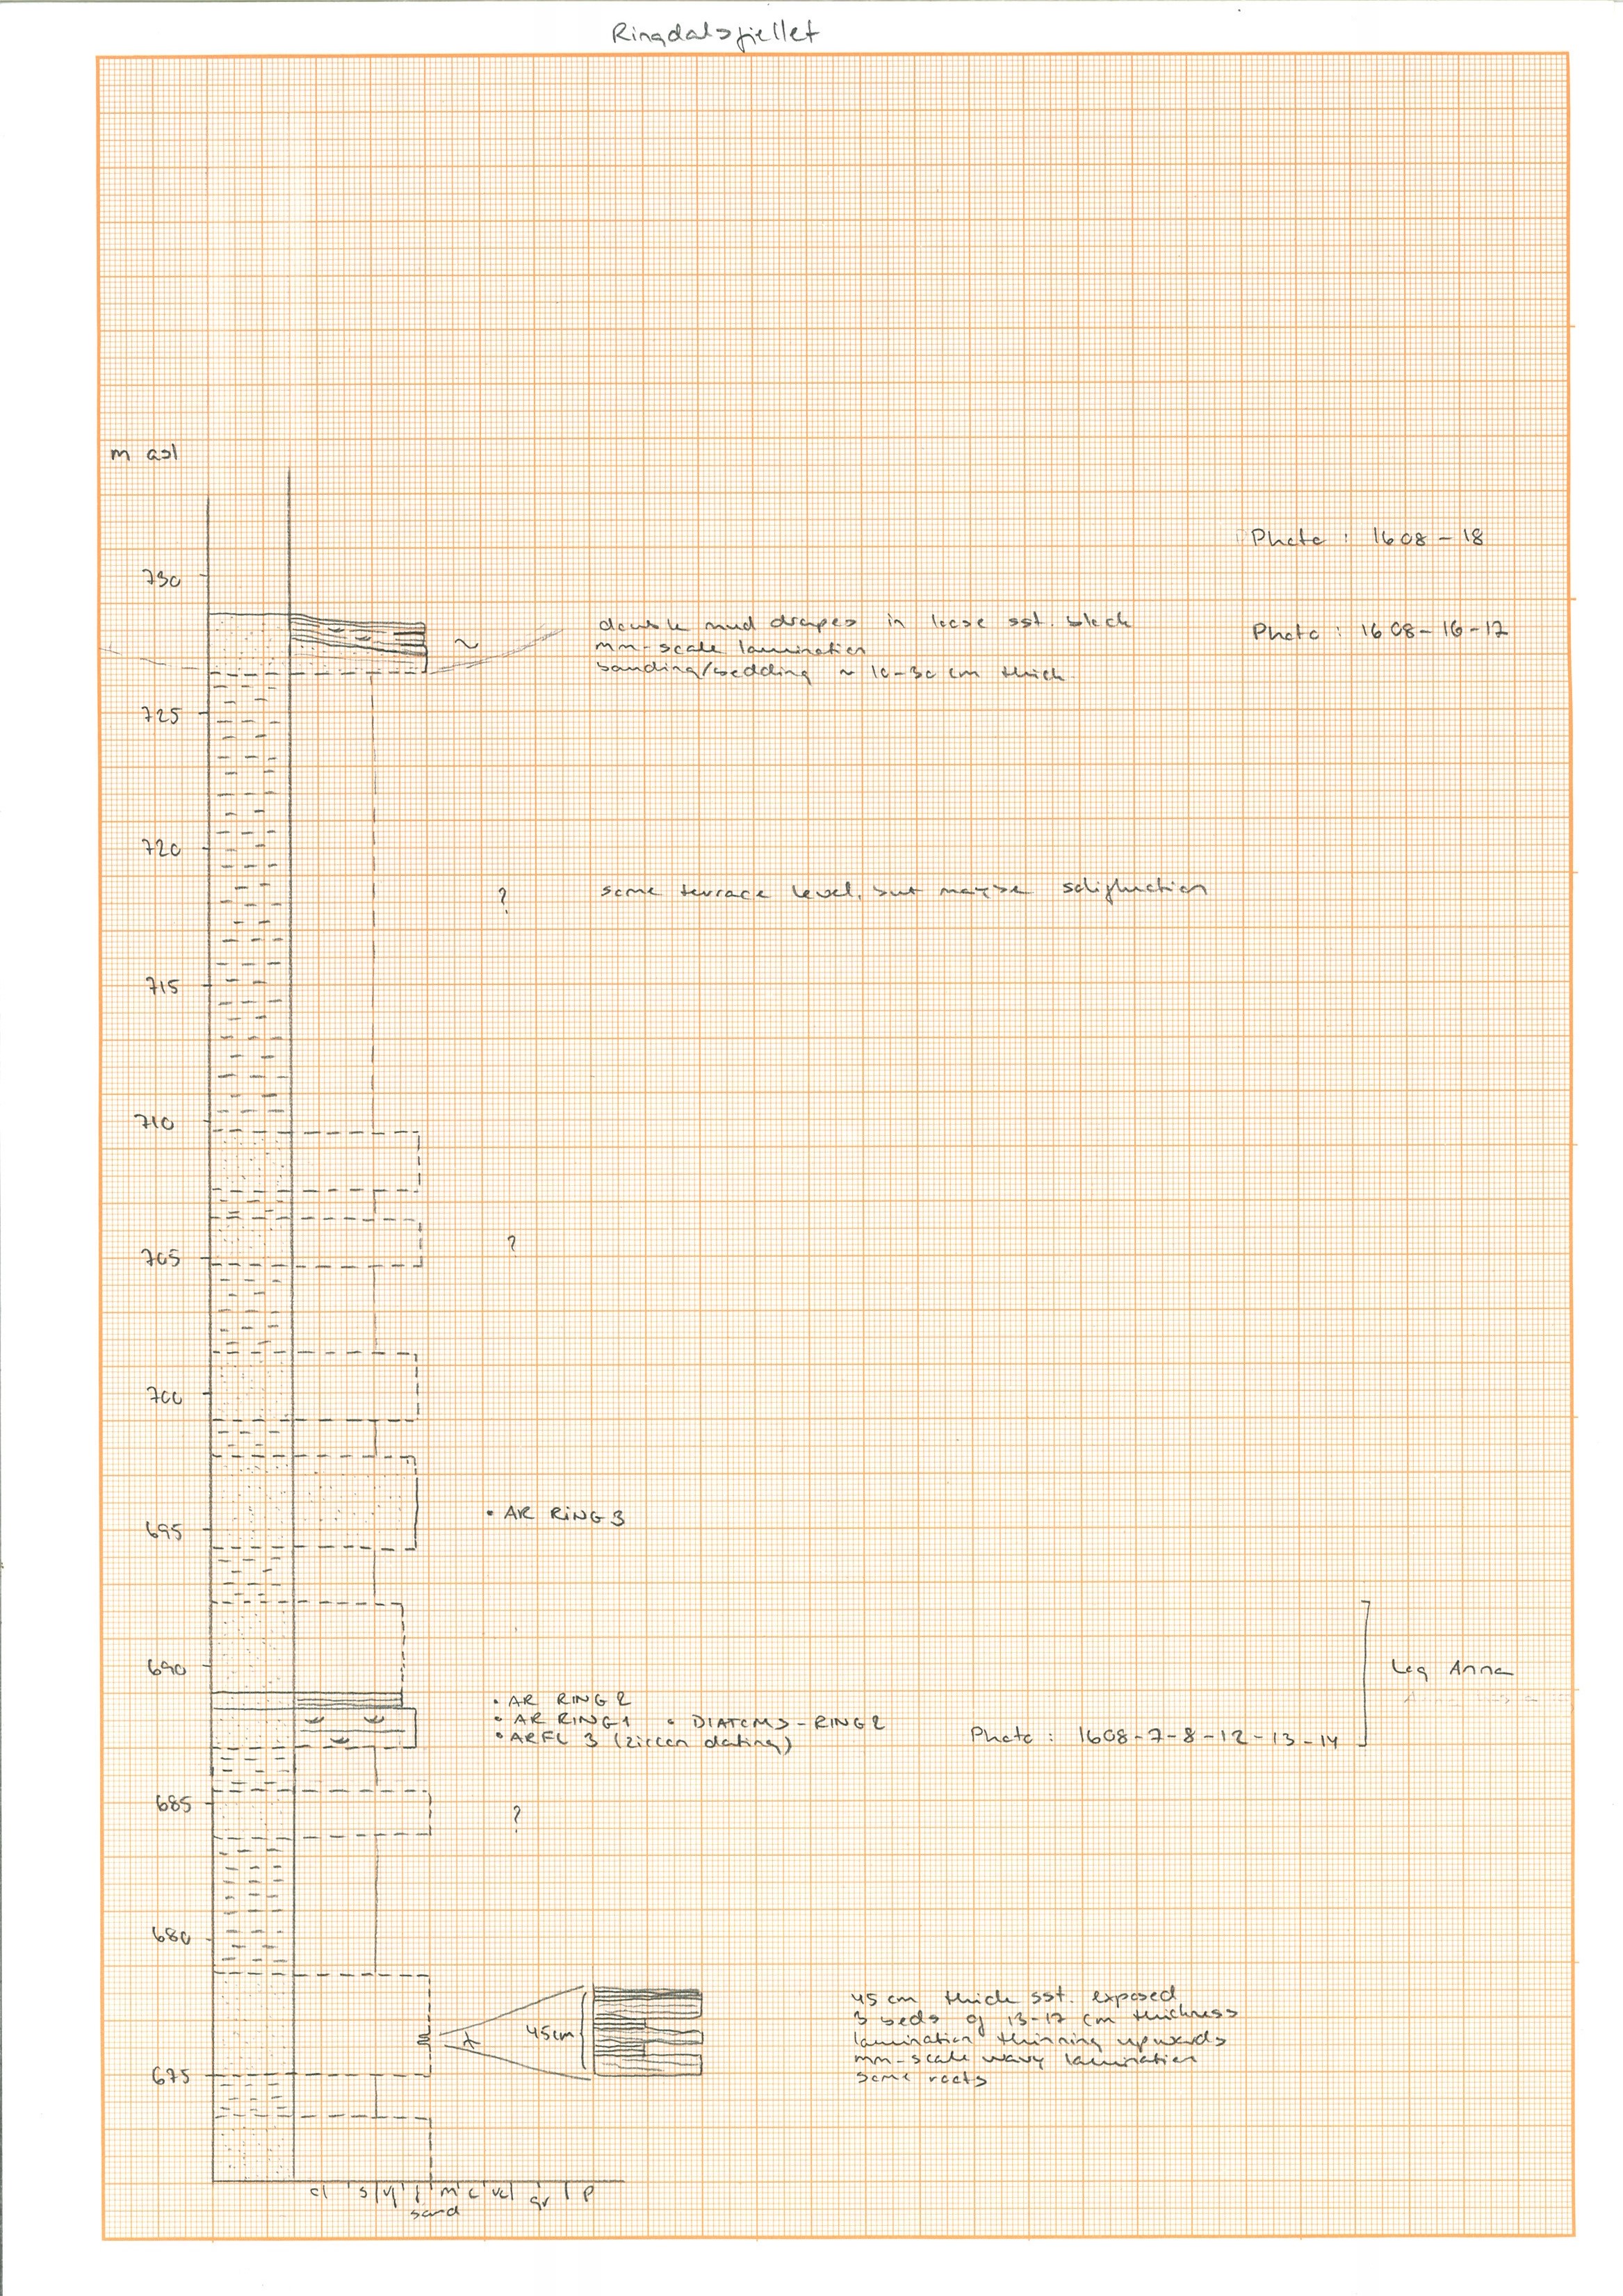 Ringdalsfjellet
m asl
Photo : 1608 - 18
730
double mud drapes in loose sst. block
Photo : 1608-16-17
mm-scale lamination
banding/bedding ~ 10-30 cm thick
725
720
? some terrace level, but maybe solifluction
715
710
705
?
700
• AR RING 3
695
690
Log Anna
• AR RING 2
• AR RING 1 • DIATOMS - RING 2
• ARFL 3 (zircon dating)
Photo : 1608-7-8-12-13-14
685
?
680
45 cm thick sst. exposed
3 beds of 13-17 cm thickness
45cm
lamination thinning upwards
mm-scale wavy lamination
675
some roots
cl s vf f m c vc gr p
sand